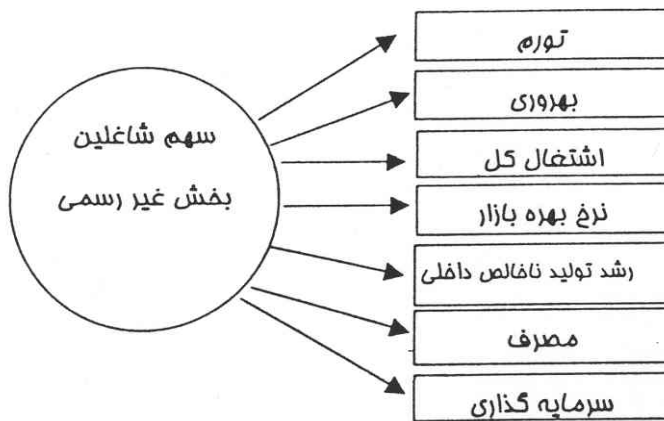 سهم شاغلین
بخش غیر رسمی
تورم
بهروری
اشتغال کل
نرخ بهره بازار
رشد تولید ناخالص داخلی
مصرف
سرمایه گذاری